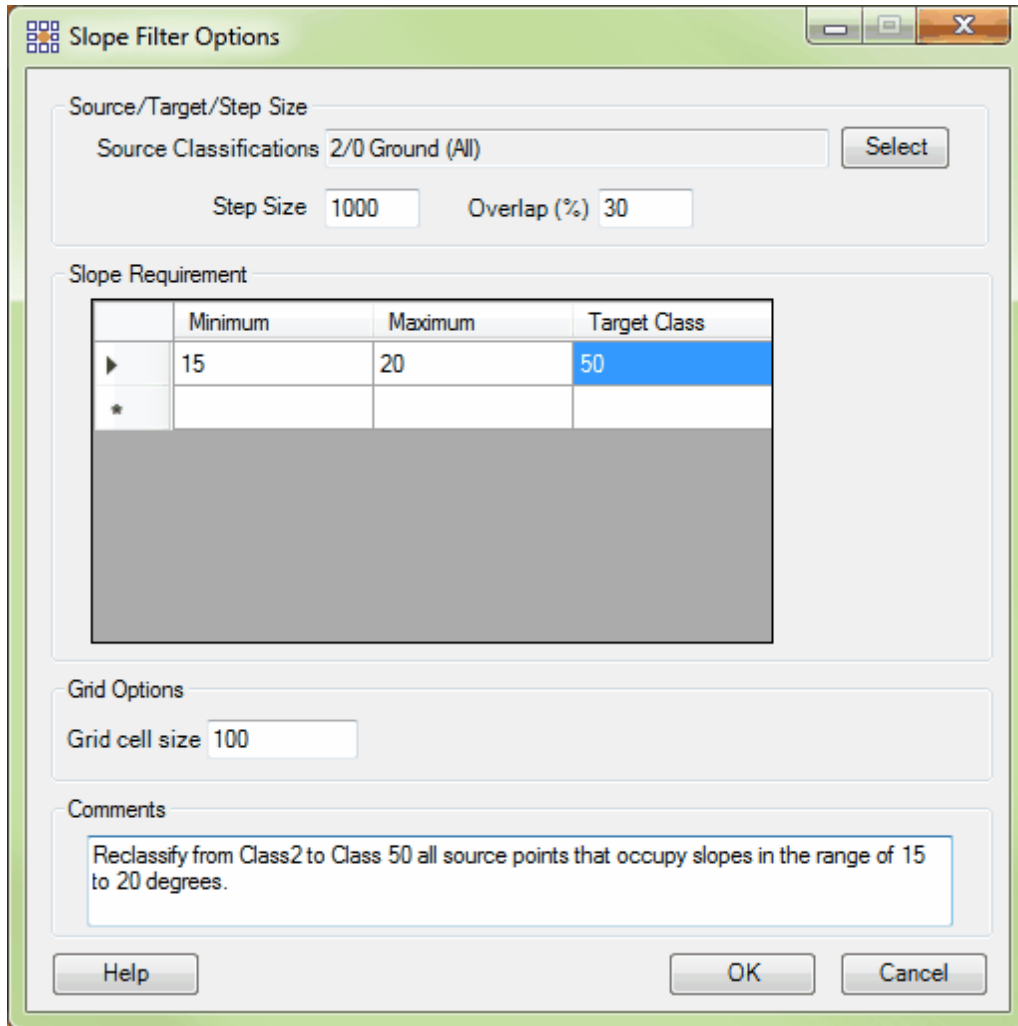 Slope Filter Options
Source/Target/Step Size
Source Classifications 2/0 Ground (All) Select
Step Size 1000 Overlap (%) 30
Slope Requirement
Minimum Maximum Target Class
15 20 50
*
Grid Options
Grid cell size 100
Comments
Reclassify from Class2 to Class 50 all source points that occupy slopes in the range of 15
to 20 degrees.
Help OK Cancel